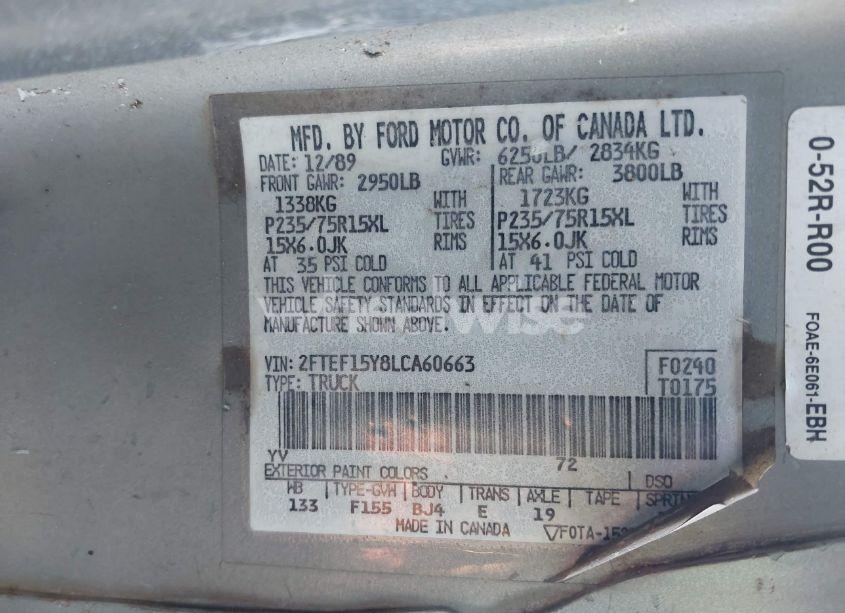 MFD. BY FORD MOTOR CO. OF CANADA LTD.
DATE: 12/89 GVWR: 6250LB/ 2834KG
FRONT GAWR: 2950LB REAR GAWR: 3800LB
1338KG WITH 1723KG WITH
P235/75R15XL TIRES P235/75R15XL TIRES
15X6.0JK RIMS 15X6.0JK RIMS
AT 35 PSI COLD AT 41 PSI COLD
THIS VEHICLE CONFORMS TO ALL APPLICABLE FEDERAL MOTOR
VEHICLE SAFETY STANDARDS IN EFFECT ON THE DATE OF
MANUFACTURE SHOWN ABOVE.
VIN: 2FTEF15Y8LCA60663 F0240
TYPE: TRUCK T0175
YV 72
EXTERIOR PAINT COLORS DSO
WB TYPE-GVW BODY TRANS AXLE TAPE
133 F155 BJ4 E 19
MADE IN CANADA
0-52R-R00
FOAE-6E061-EBH